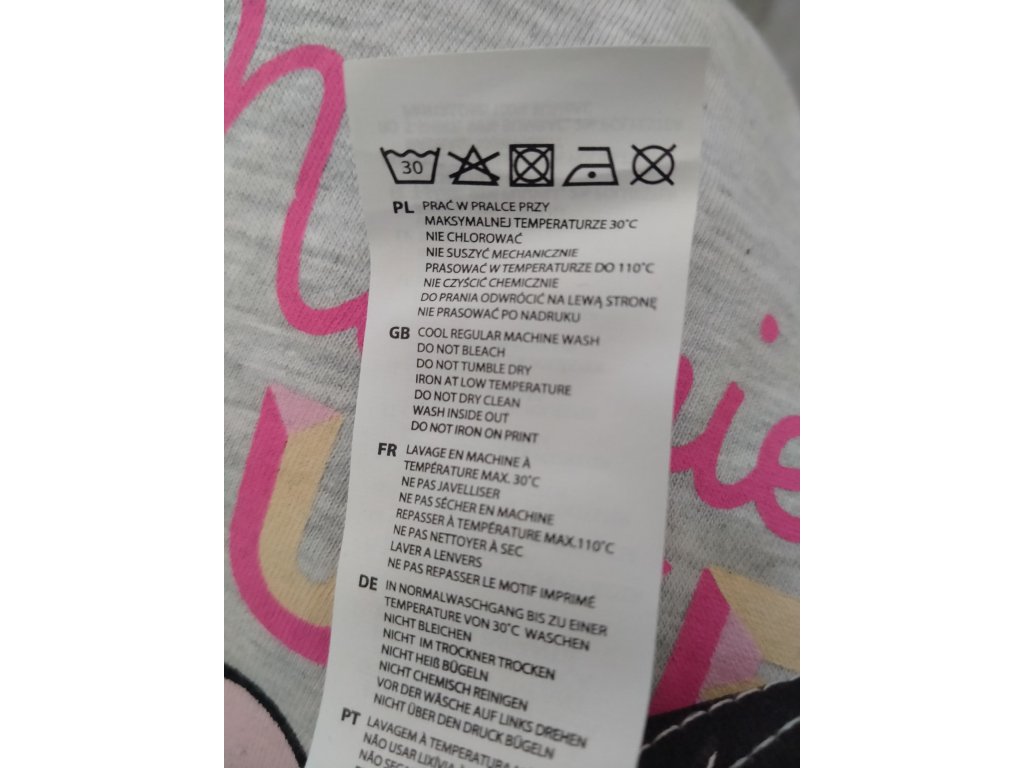 30
PL PRAĆ W PRALCE PRZY
MAKSYMALNEJ TEMPERATURZE 30°C
NIE CHLOROWAĆ
NIE SUSZYĆ MECHANICZNIE
PRASOWAĆ W TEMPERATURZE DO 110°C
NIE CZYŚCIĆ CHEMICZNIE
DO PRANIA ODWRÓCIĆ NA LEWĄ STRONĘ
NIE PRASOWAĆ PO NADRUKU
GB COOL REGULAR MACHINE WASH
DO NOT BLEACH
DO NOT TUMBLE DRY
IRON AT LOW TEMPERATURE
DO NOT DRY CLEAN
WASH INSIDE OUT
DO NOT IRON ON PRINT
FR LAVAGE EN MACHINE À
TEMPÉRATURE MAX. 30°C
NE PAS JAVELLISER
NE PAS SÉCHER EN MACHINE
REPASSER À TEMPÉRATURE MAX.110°C
NE PAS NETTOYER À SEC
LAVER A LENVERS
NE PAS REPASSER LE MOTIF IMPRIMÉ
DE IN NORMALWASCHGANG BIS ZU EINER
TEMPERATURE VON 30°C WASCHEN
NICHT BLEICHEN
NICHT IM TROCKNER TROCKEN
NICHT HEIß BÜGELN
NICHT CHEMISCH REINIGEN
VOR DER WÄSCHE AUF LINKS DREHEN
NICHT ÜBER DEN DRUCK BÜGELN
PT LAVAGEM À TEMPERATURA
NÃO USAR LIXÍVIA
NÃO